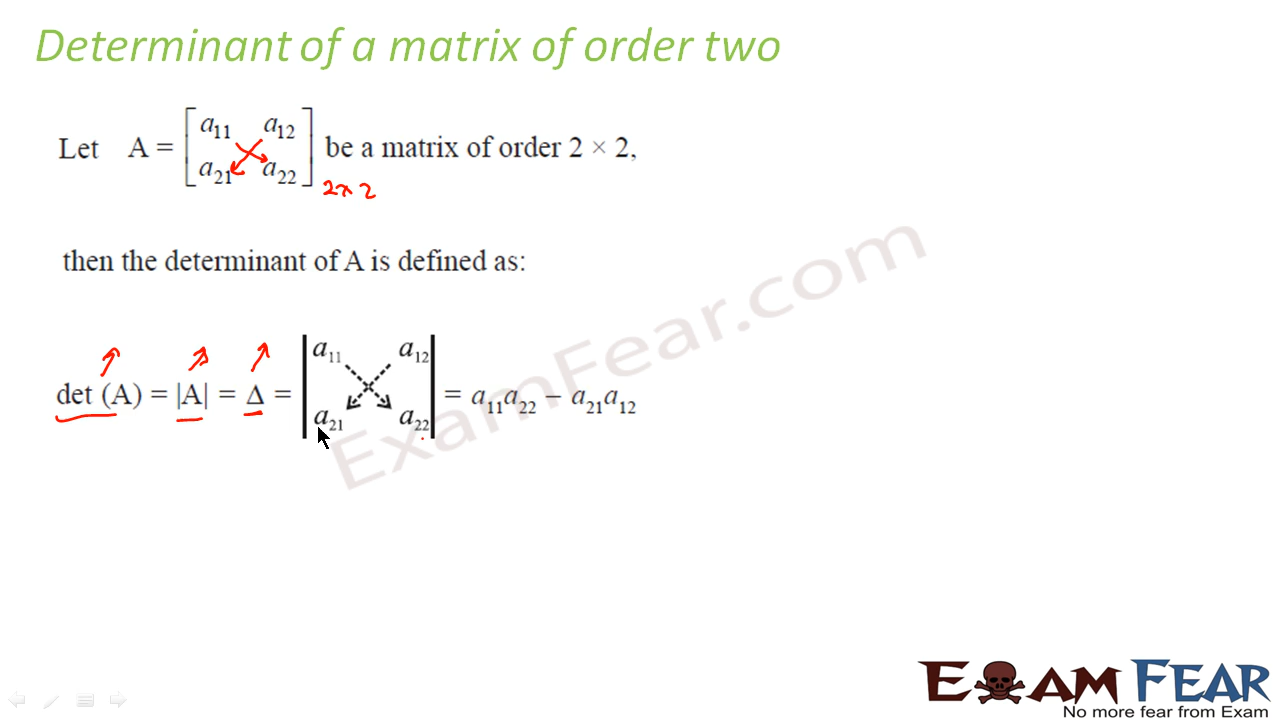 Determinant of a matrix of order two
Let A = [ a11 a12
a21 a22 ] be a matrix of order 2 × 2,
2×2
then the determinant of A is defined as:
det (A) = |A| = Δ = | a11 a12
a21 a22 | = a11a22 − a21a12
ExamFear.com
EXAM FEAR
No more fear from Exam